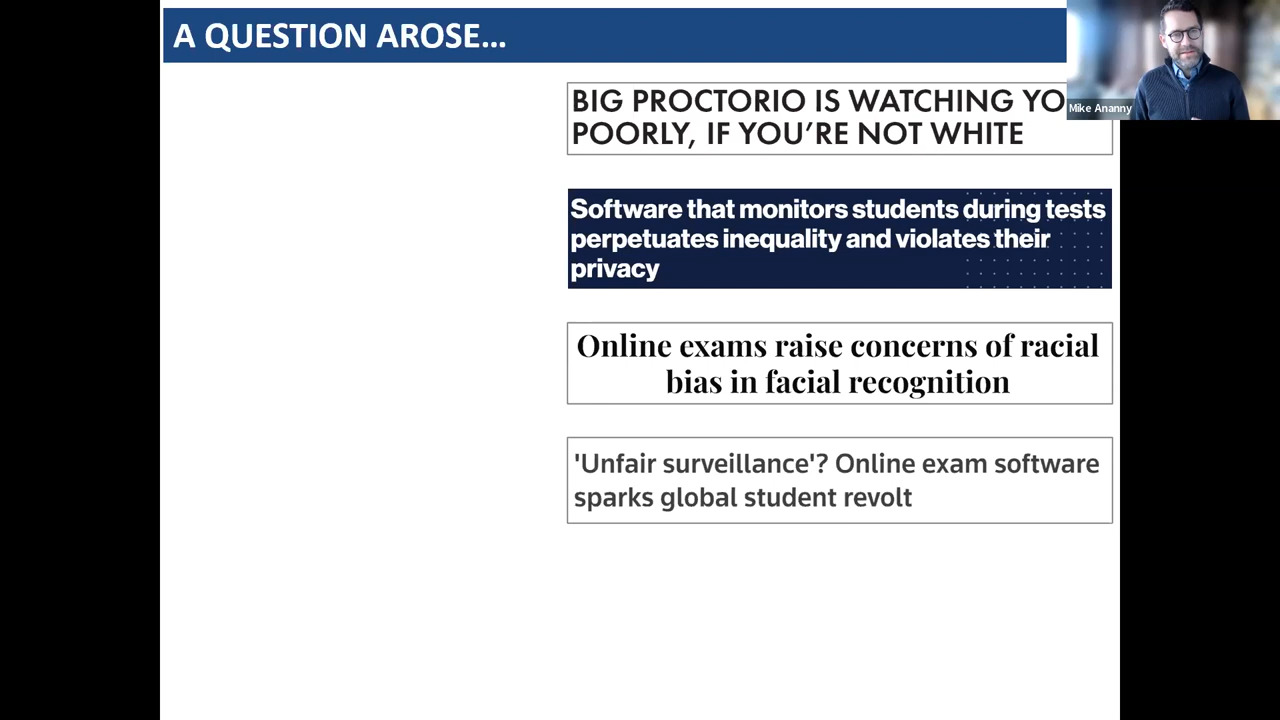 A QUESTION AROSE...
BIG PROCTORIO IS WATCHING YO
POORLY, IF YOU'RE NOT WHITE
Mike Ananny
Software that monitors students during tests
perpetuates inequality and violates their
privacy
Online exams raise concerns of racial
bias in facial recognition
'Unfair surveillance'? Online exam software
sparks global student revolt